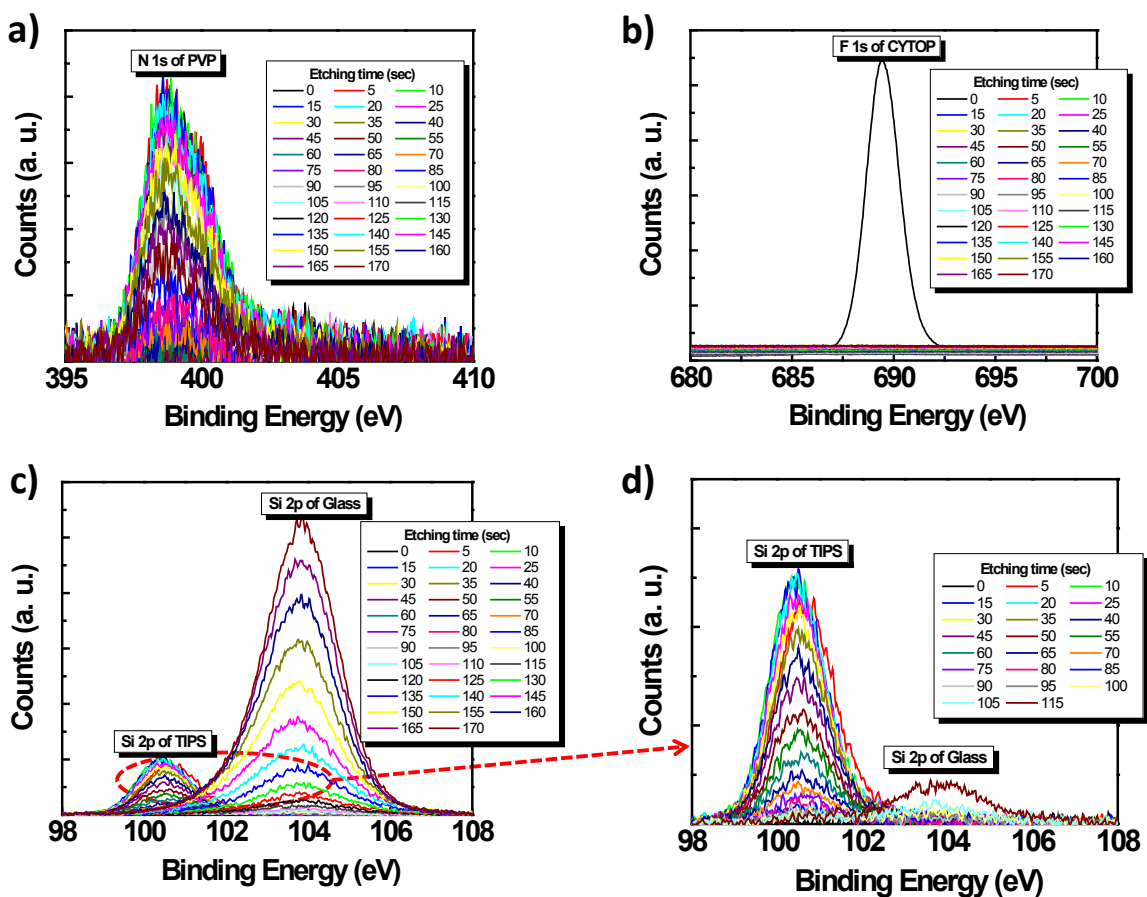 a)
N 1s of PVP
Etching time (sec)
0 5 10
15 20 25
30 35 40
45 50 55
60 65 70
75 80 85
90 95 100
105 110 115
120 125 130
135 140 145
150 155 160
165 170
Counts (a. u.)
395 400 405 410
Binding Energy (eV)
b)
F 1s of CYTOP
Etching time (sec)
0 5 10
15 20 25
30 35 40
45 50 55
60 65 70
75 80 85
90 95 100
105 110 115
120 125 130
135 140 145
150 155 160
165 170
Counts (a. u.)
680 685 690 695 700
Binding Energy (eV)
c)
Si 2p of Glass
Etching time (sec)
0 5 10
15 20 25
30 35 40
45 50 55
60 65 70
75 80 85
90 95 100
105 110 115
120 125 130
135 140 145
150 155 160
165 170
Si 2p of TIPS
Counts (a. u.)
98 100 102 104 106 108
Binding Energy (eV)
d)
Si 2p of TIPS
Etching time (sec)
0 5 10
15 20 25
30 35 40
45 50 55
60 65 70
75 80 85
90 95 100
105 115
Si 2p of Glass
Counts (a. u.)
98 100 102 104 106 108
Binding Energy (eV)